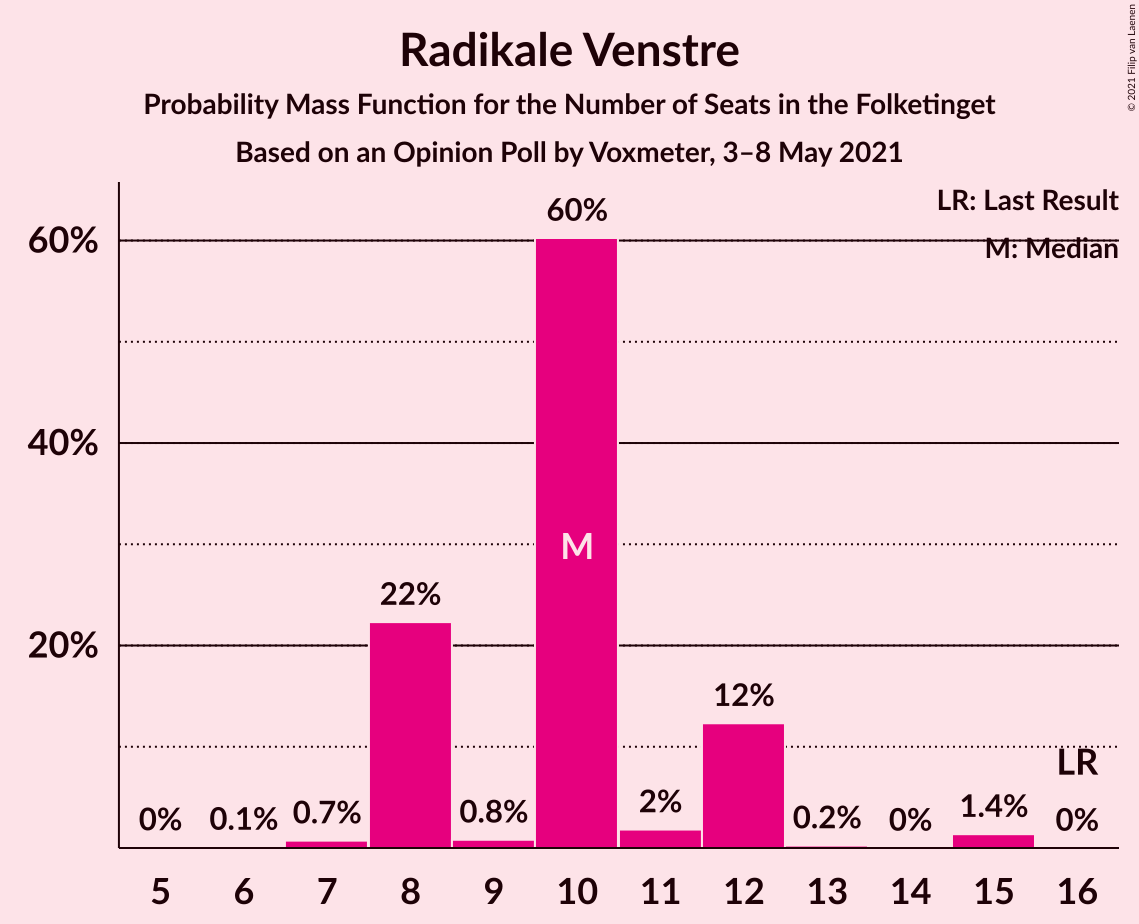 Radikale Venstre
Probability Mass Function for the Number of Seats in the Folketinget
Based on an Opinion Poll by Voxmeter, 3–8 May 2021
© 2021 Filip van Laenen
LR: Last Result
M: Median
60%
40%
20%
0%
0.1%
0.7%
22%
0.8%
60%
M
2%
12%
0.2%
0%
1.4%
LR
0%
5 6 7 8 9 10 11 12 13 14 15 16